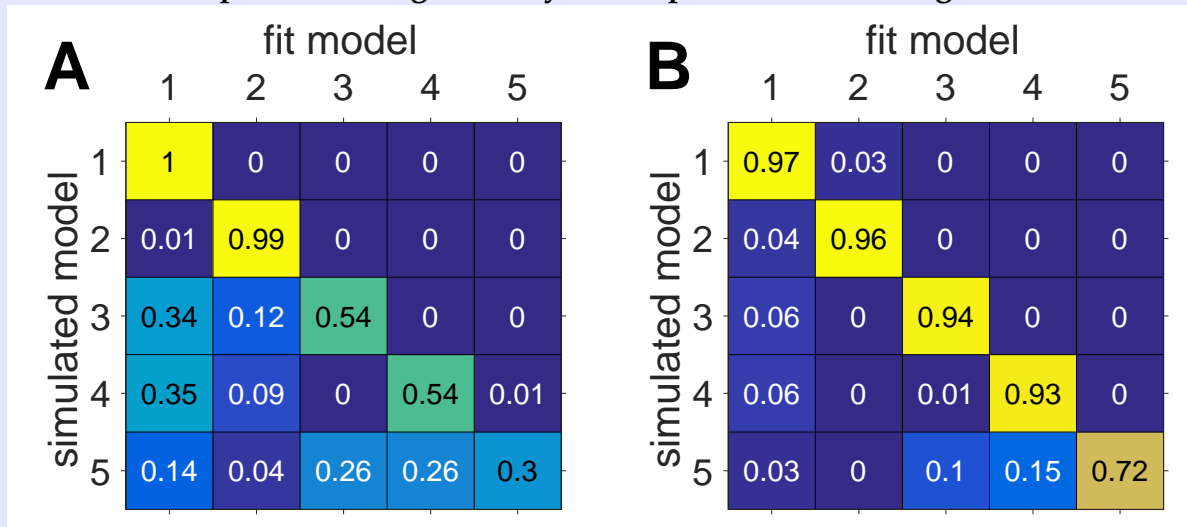 fit model
A
1 2 3 4 5
simulated model
1 1 0 0 0 0
2 0.01 0.99 0 0 0
3 0.34 0.12 0.54 0 0
4 0.35 0.09 0 0.54 0.01
5 0.14 0.04 0.26 0.26 0.3
fit model
B
1 2 3 4 5
simulated model
1 0.97 0.03 0 0 0
2 0.04 0.96 0 0 0
3 0.06 0 0.94 0 0
4 0.06 0 0.01 0.93 0
5 0.03 0 0.1 0.15 0.72